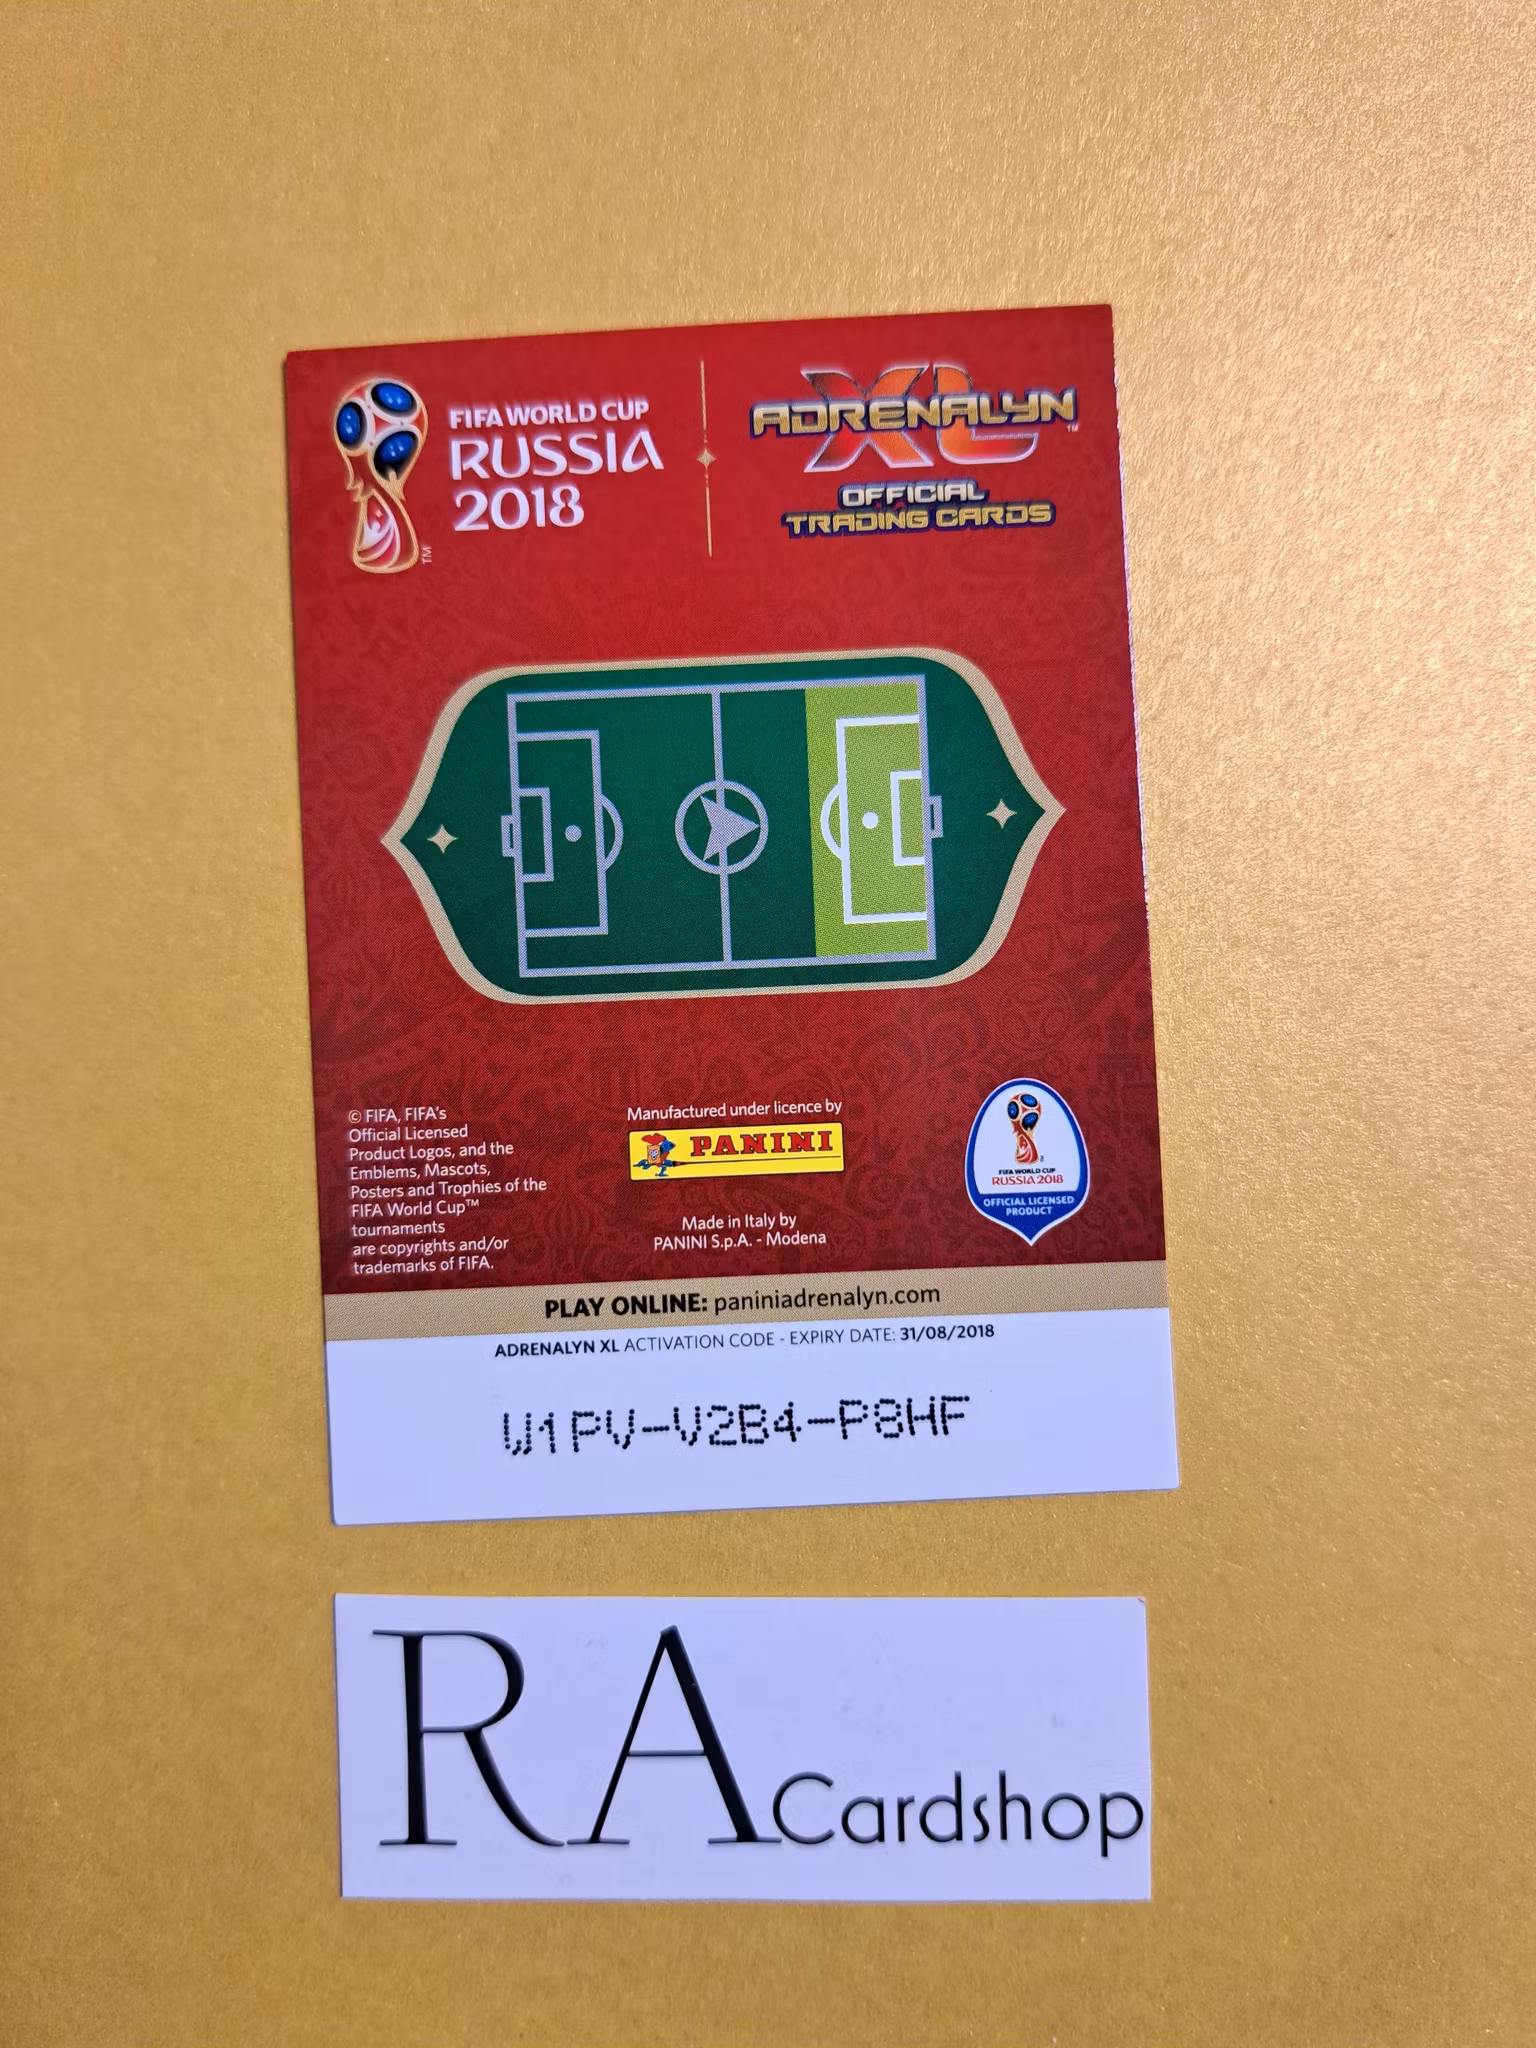 FIFA WORLD CUP
RUSSIA
2018
TM
ADRENALYN
XL
TM
OFFICIAL
TRADING CARDS
© FIFA, FIFA's
Official Licensed
Product Logos, and the
Emblems, Mascots,
Posters and Trophies of the
FIFA World Cup™
tournaments
are copyrights and/or
trademarks of FIFA.
Manufactured under licence by
PANINI
Made in Italy by
PANINI S.p.A. - Modena
FIFA WORLD CUP
RUSSIA 2018
OFFICIAL LICENSED
PRODUCT
PLAY ONLINE: paniniadrenalyn.com
ADRENALYN XL ACTIVATION CODE - EXPIRY DATE: 31/08/2018
W1PV-V2B4-P8HF
RA Cardshop